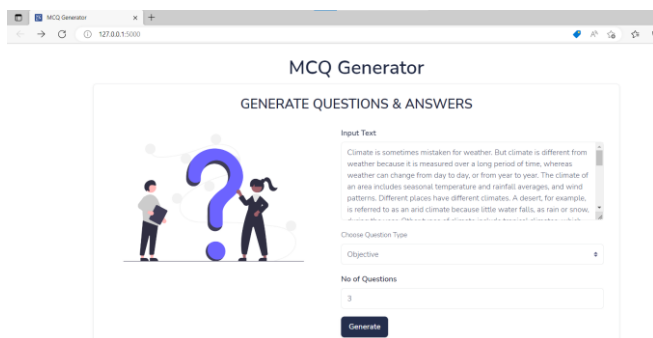 MCQ Generator
127.0.0.1:5000
MCQ Generator
GENERATE QUESTIONS & ANSWERS
Input Text
Climate is sometimes mistaken for weather. But climate is different from
weather because it is measured over a long period of time, whereas
weather can change from day to day, or from year to year. The climate of
an area includes seasonal temperature and rainfall averages, and wind
patterns. Different places have different climates. A desert, for example,
is referred to as an arid climate because little water falls, as rain or snow,
Choose Question Type
Objective
No of Questions
3
Generate